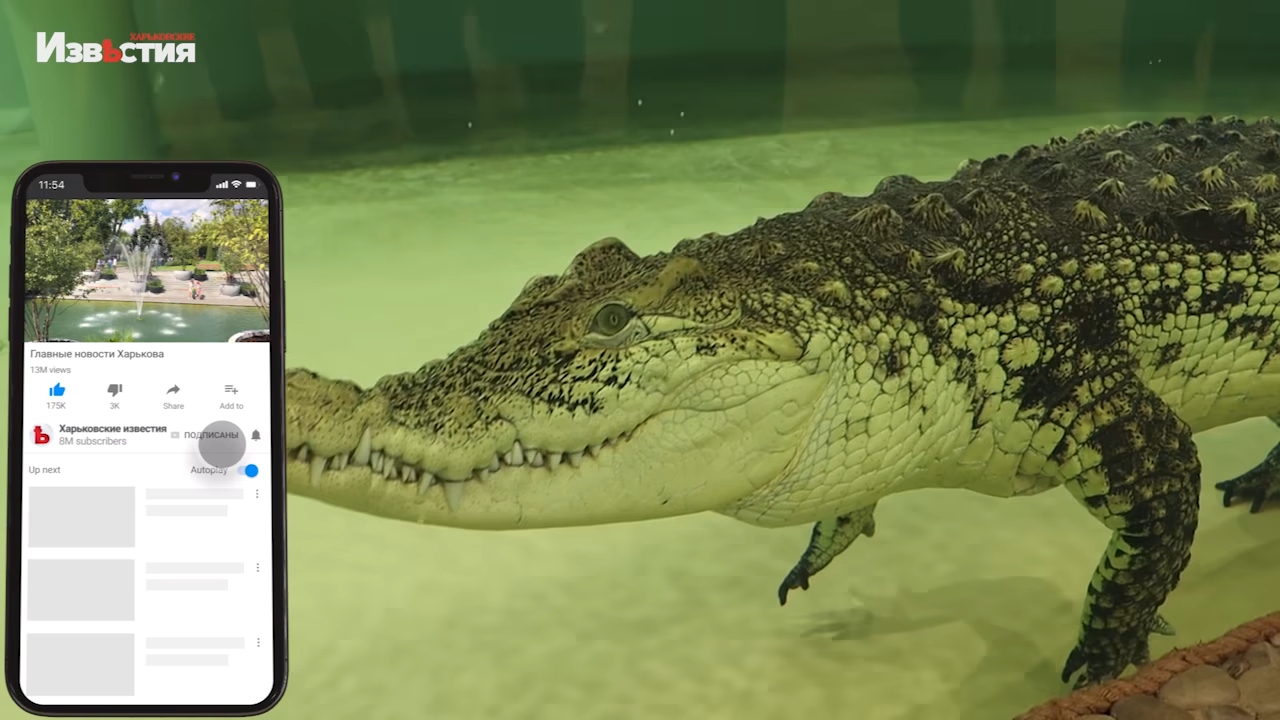 ХАРЬКОВСКИЕ
ИзвЪстия
11:54
Главные новости Харькова
13M views
175K
3K
Share
Add to
Ъ
Харьковские известия
8M subscribers
ПОДПИСАНЫ
Up next
Autoplay